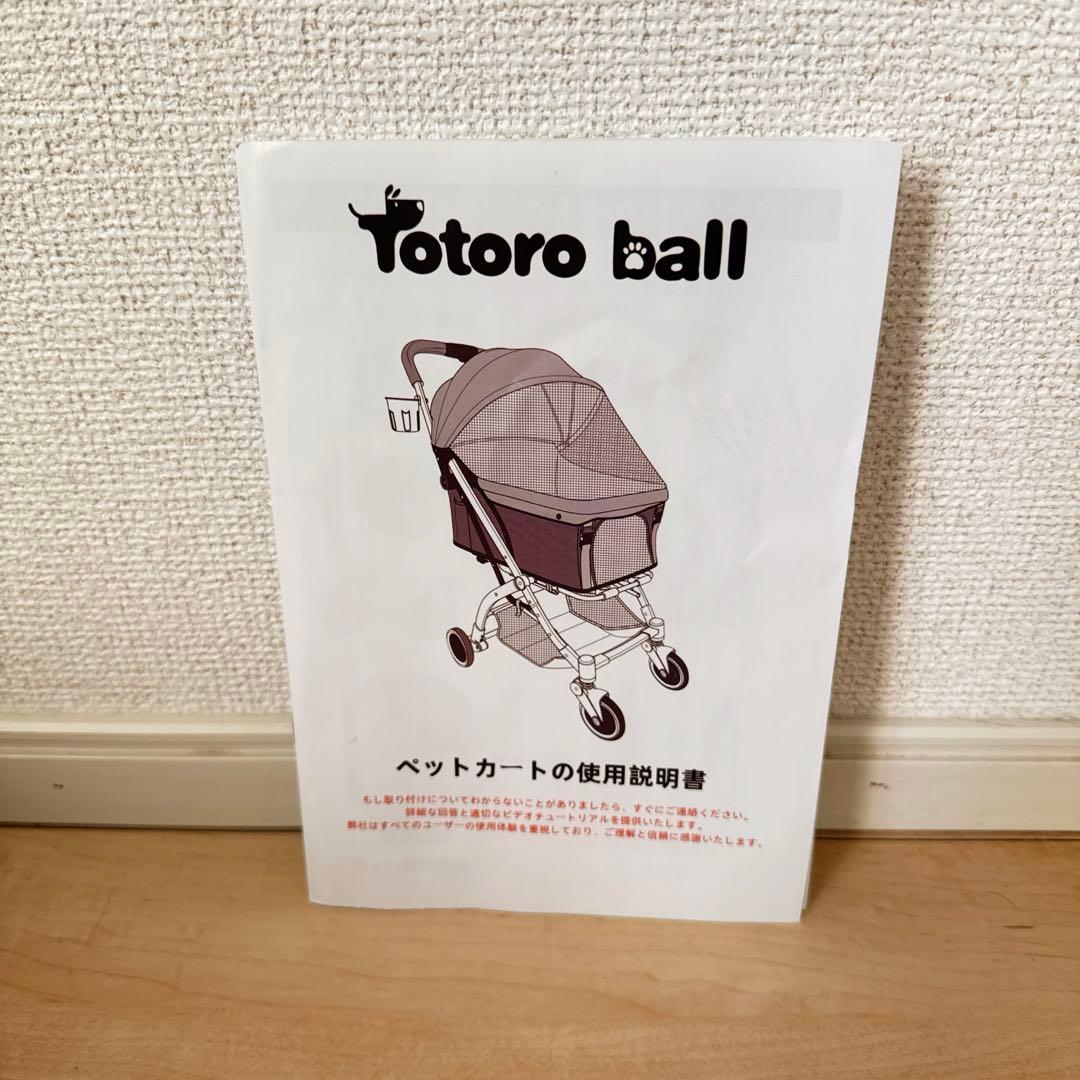 Totoro ball
ペットカートの使用説明書
もし取り付けについてわからないことがありましたら、すぐにご連絡ください。
詳細な回答と適切なビデオチュートリアルを提供いたします。
弊社はすべてのユーザーの使用体験を重視しており、ご理解と信頼に感謝いたします。